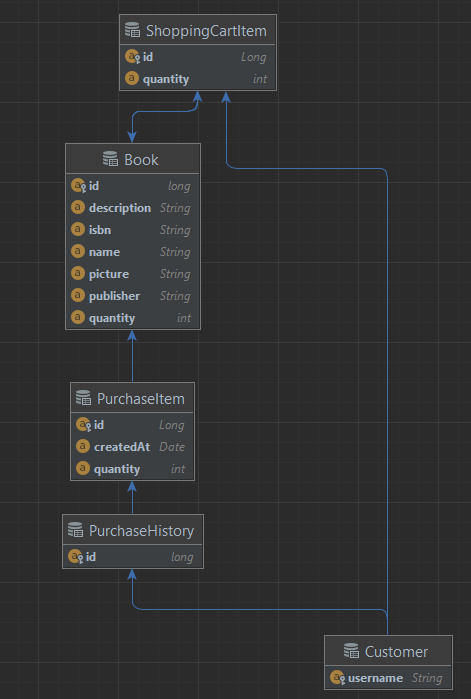 ShoppingCartItem
id Long
quantity int
Book
id long
description String
isbn String
name String
picture String
publisher String
quantity int
PurchaseItem
id Long
createdAt Date
quantity int
PurchaseHistory
id long
Customer
username String